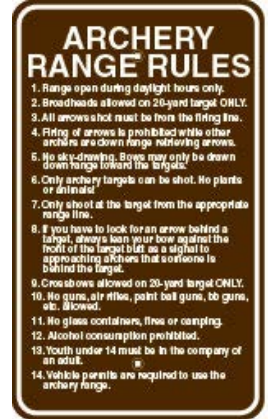 ARCHERY
RANGE RULES
1. Range open during daylight hours only.
2. Broadheads allowed on 20-yard target ONLY.
3. All arrows shot must be from the firing line.
4. Firing of arrows is prohibited while other
archers are down range retrieving arrows.
5. No sky-drawing. Bows may only be drawn
down range toward the targets.
6. Only archery targets can be shot. No plants
or animals!
7. Only shoot at the target from the appropriate
range line.
8. If you have to look for an arrow behind a
target, always lean your bow against the
front of the target butt as a signal to
approaching archers that someone is
behind the target.
9. Crossbows allowed on 20-yard target ONLY.
10. No guns, air rifles, paint ball guns, bb guns,
etc. allowed.
11. No glass containers, fires or camping.
12. Alcohol consumption prohibited.
13. Youth under 14 must be in the company of
an adult.
14. Vehicle permits are required to use the
archery range.